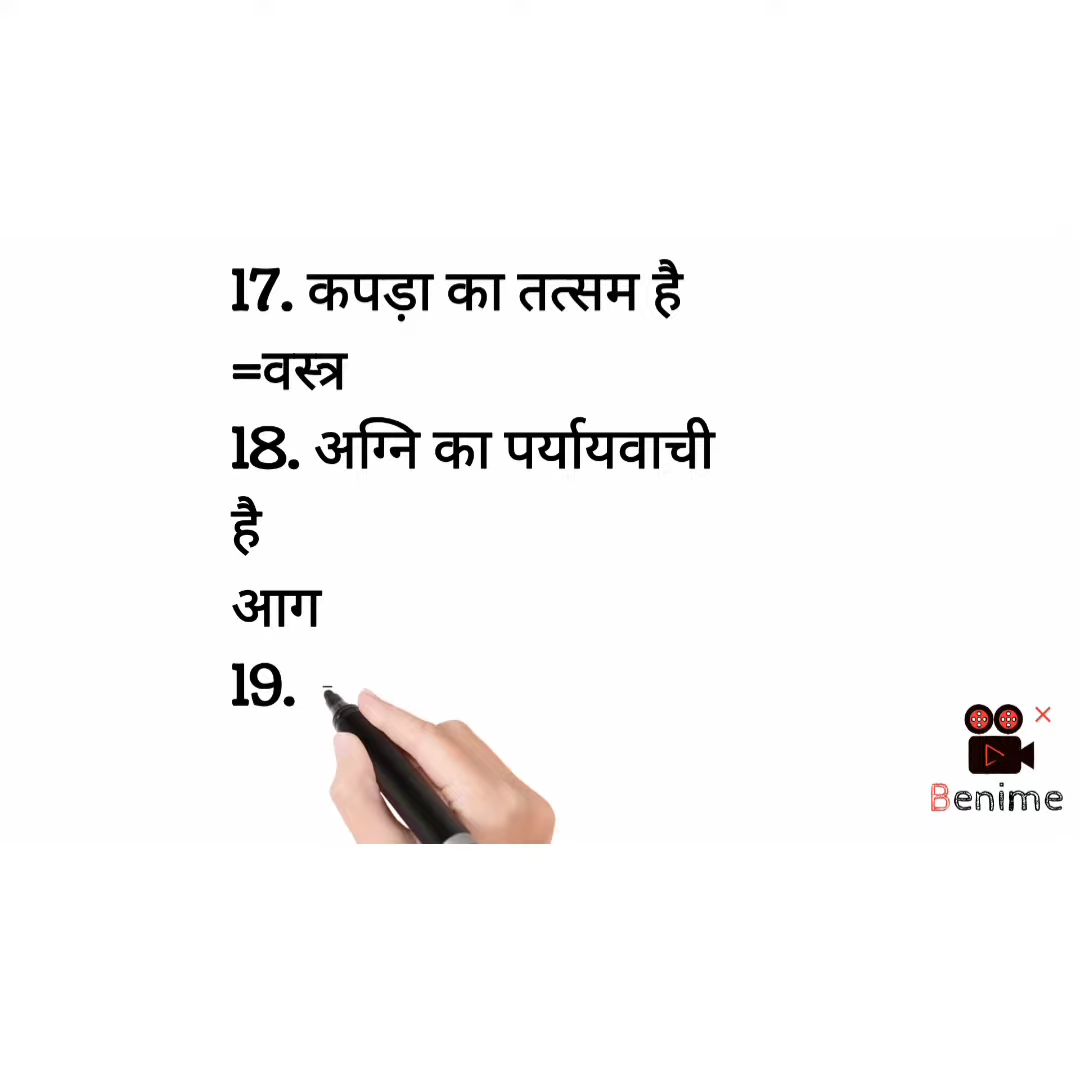 17. कपड़ा का तत्सम है
=वस्त्र
18. अग्नि का पर्यायवाची
है
आग
19.
Benime